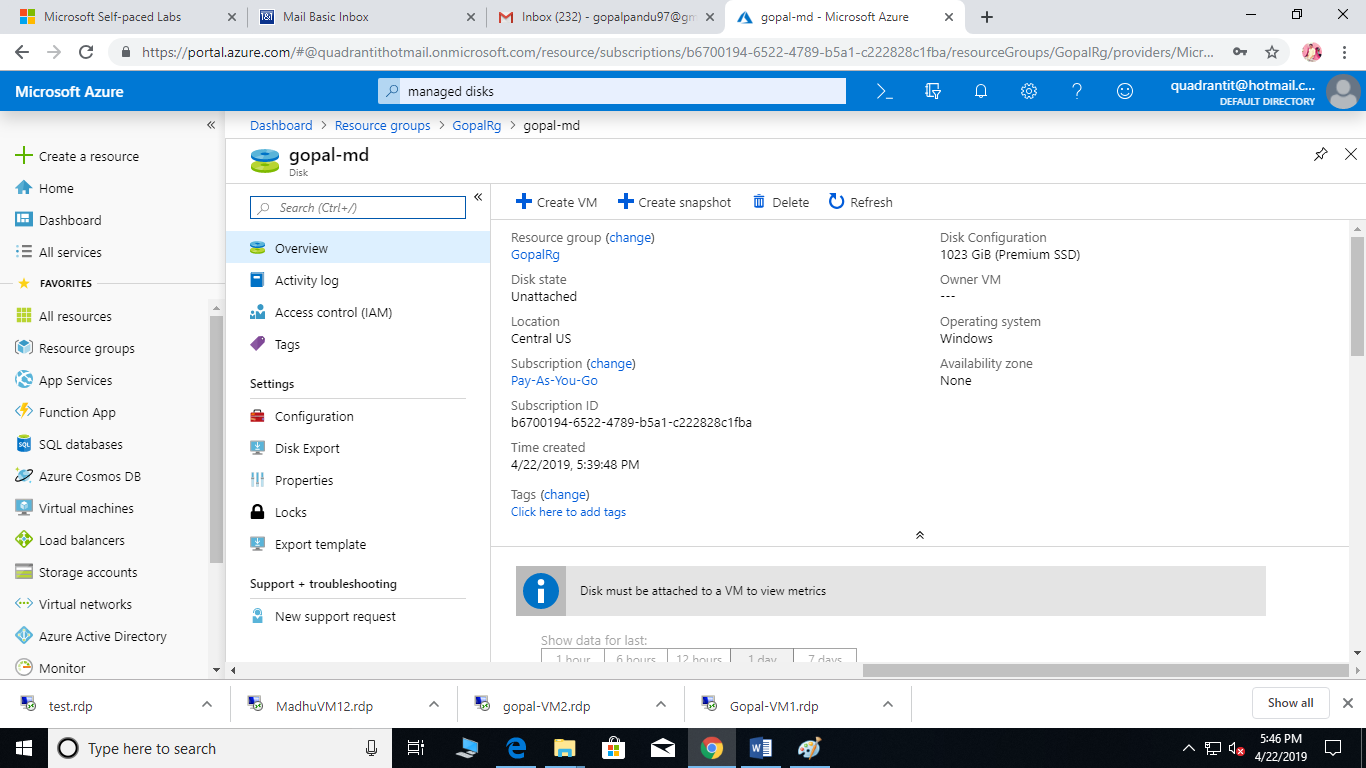 Microsoft Self-paced Labs
Mail Basic Inbox
Inbox (232) - gopalpandu97@gm
gopal-md - Microsoft Azure
https://portal.azure.com/#@quadrantithotmail.onmicrosoft.com/resource/subscriptions/b6700194-6522-4789-b5a1-c222828c1fba/resourceGroups/GopalRg/providers/Micr...
Microsoft Azure
managed disks
quadrantit@hotmail.c...
DEFAULT DIRECTORY
Create a resource
Home
Dashboard
All services
FAVORITES
All resources
Resource groups
App Services
Function App
SQL databases
Azure Cosmos DB
Virtual machines
Load balancers
Storage accounts
Virtual networks
Azure Active Directory
Monitor
Dashboard > Resource groups > GopalRg > gopal-md
gopal-md
Disk
Search (Ctrl+/)
Overview
Activity log
Access control (IAM)
Tags
Settings
Configuration
Disk Export
Properties
Locks
Export template
Support + troubleshooting
New support request
Create VM Create snapshot Delete Refresh
Resource group (change)
GopalRg
Disk state
Unattached
Location
Central US
Subscription (change)
Pay-As-You-Go
Subscription ID
b6700194-6522-4789-b5a1-c222828c1fba
Time created
4/22/2019, 5:39:48 PM
Tags (change)
Click here to add tags
Disk Configuration
1023 GiB (Premium SSD)
Owner VM
---
Operating system
Windows
Availability zone
None
Disk must be attached to a VM to view metrics
Show data for last:
1 hour 6 hours 12 hours 1 day 7 days
test.rdp
MadhuVM12.rdp
gopal-VM2.rdp
Gopal-VM1.rdp
Show all
Type here to search
5:46 PM
4/22/2019